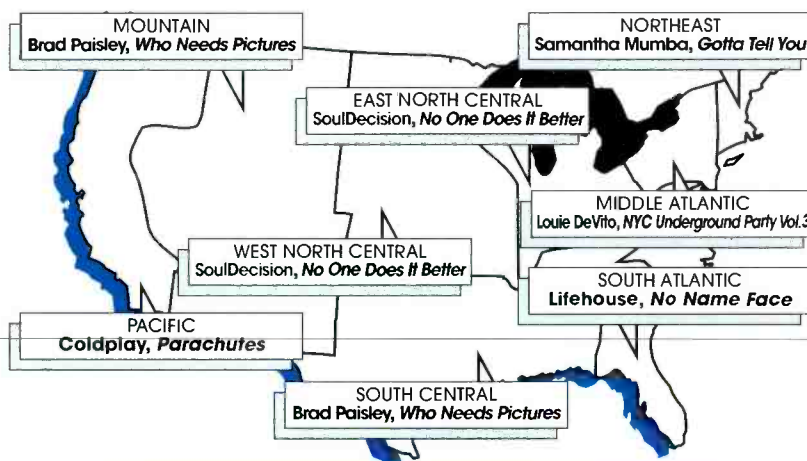 MOUNTAIN
Brad Paisley, Who Needs Pictures
NORTHEAST
Samantha Mumba, Gotta Tell You
EAST NORTH CENTRAL
SoulDecision, No One Does It Better
MIDDLE ATLANTIC
Louie DeVito, NYC Underground Party Vol.3
WEST NORTH CENTRAL
SoulDecision, No One Does It Better
SOUTH ATLANTIC
Lifehouse, No Name Face
PACIFIC
Coldplay, Parachutes
SOUTH CENTRAL
Brad Paisley, Who Needs Pictures